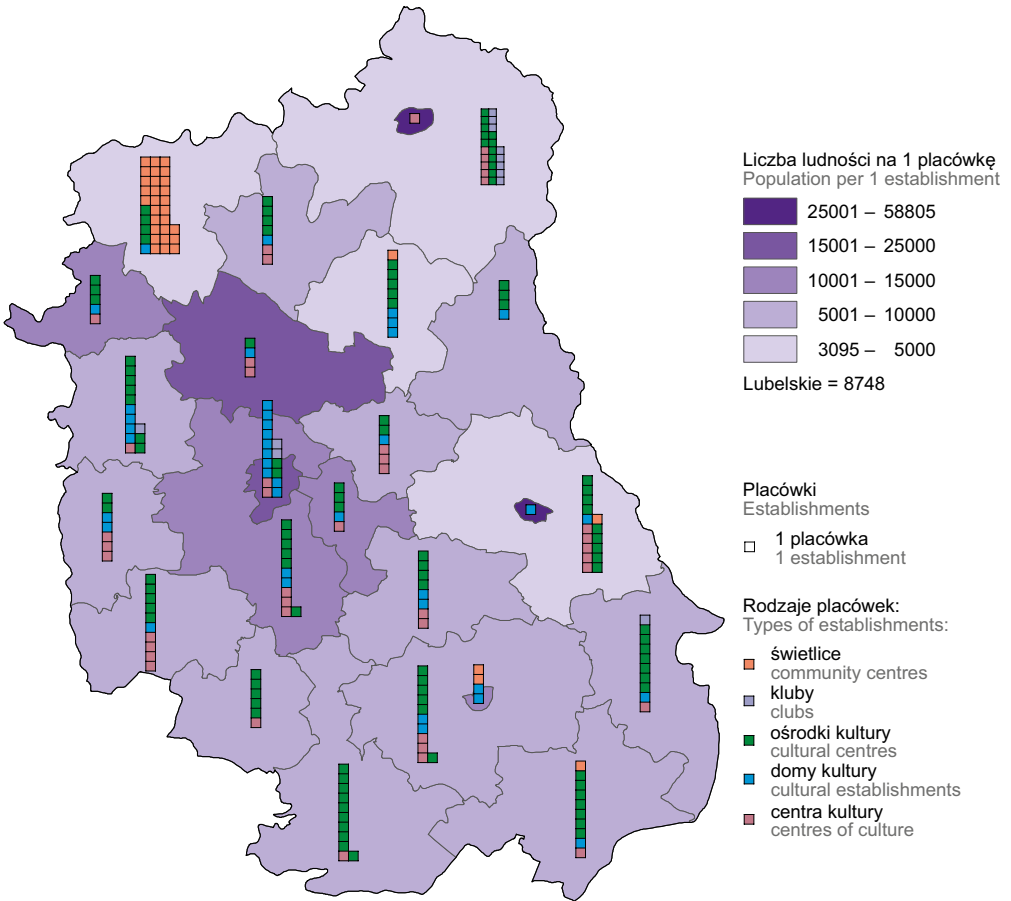 Liczba ludności na 1 placówkę
Population per 1 establishment
25001 – 58805
15001 – 25000
10001 – 15000
5001 – 10000
3095 – 5000
Lubelskie = 8748
Placówki
Establishments
1 placówka
1 establishment
Rodzaje placówek:
Types of establishments:
świetlice
community centres
kluby
clubs
ośrodki kultury
cultural centres
domy kultury
cultural establishments
centra kultury
centres of culture